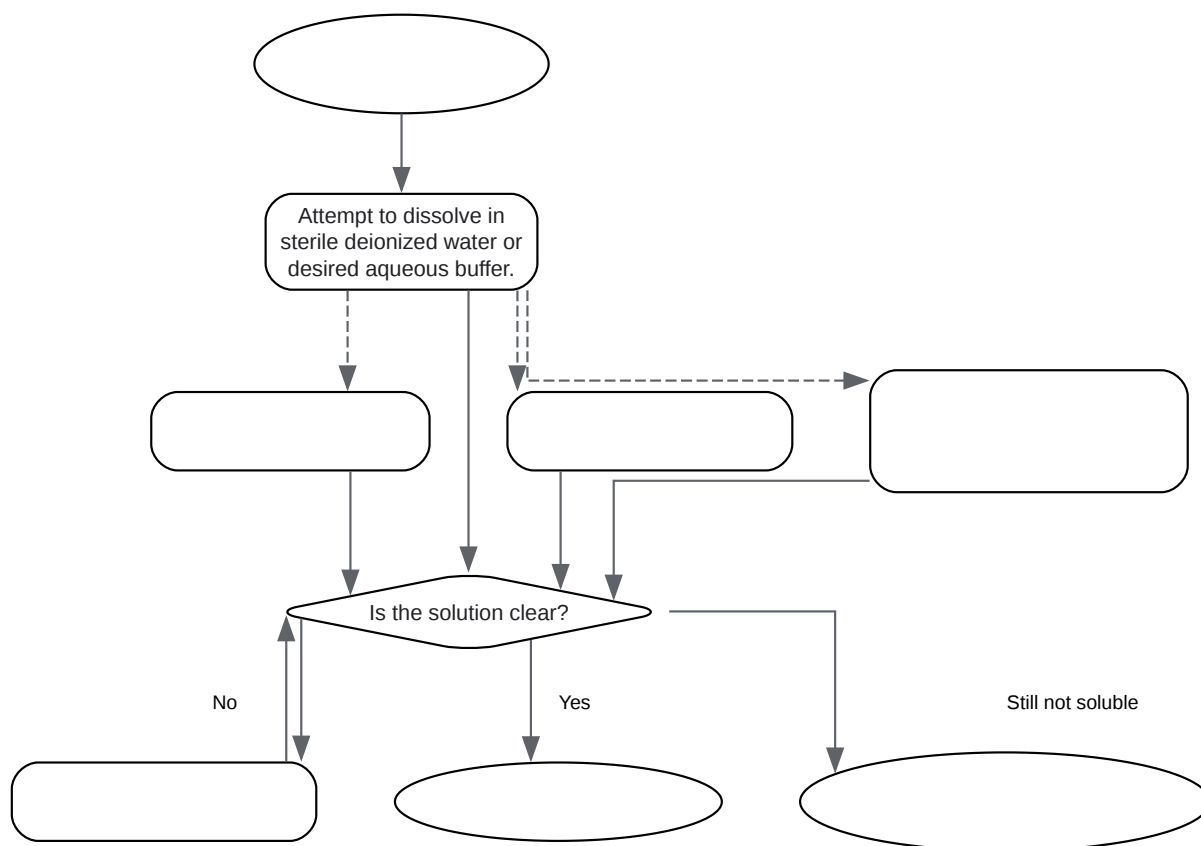 Attempt to dissolve in
sterile deionized water or
desired aqueous buffer.
Is the solution clear?
No
Yes
Still not soluble